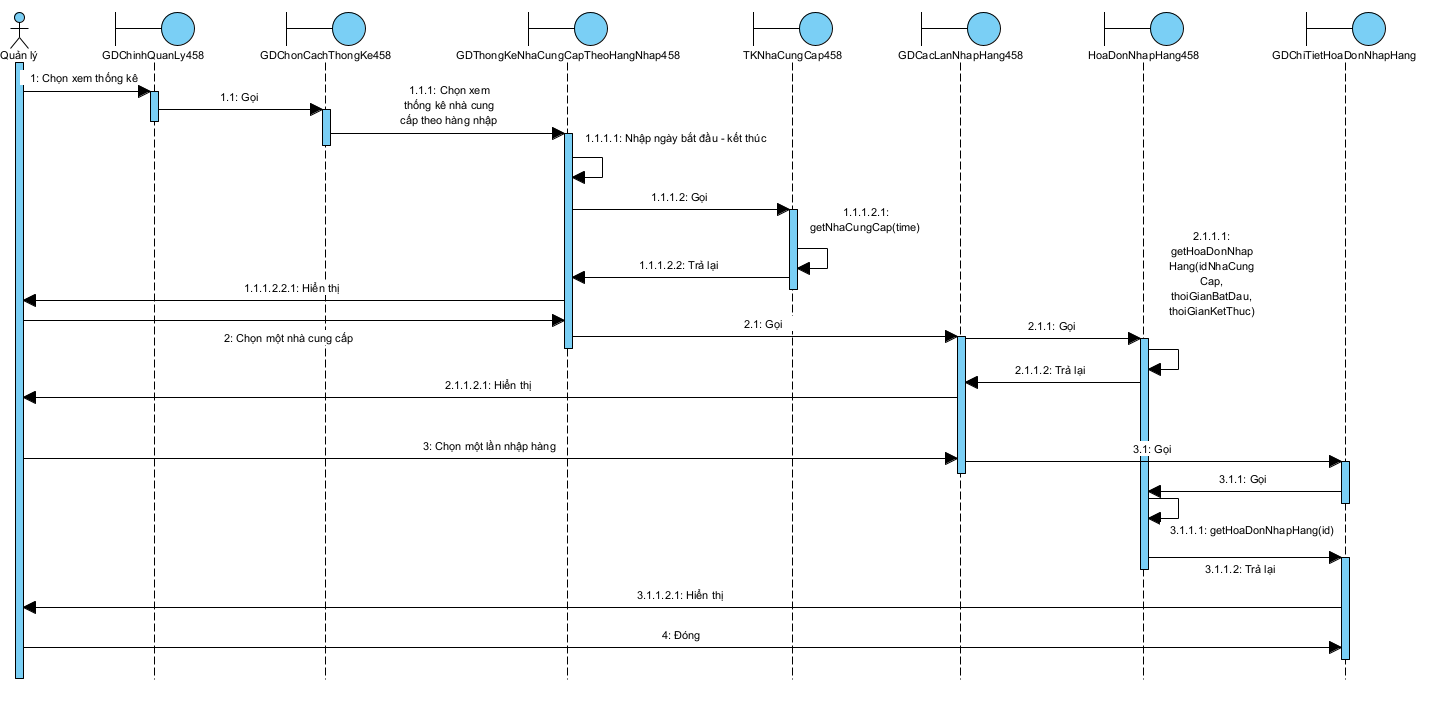 Quản lý
GDChinhQuanLy458
GDChonCachThongKe458
GDThongKeNhaCungCapTheoHangNhap458
TKNhaCungCap458
GDCacLanNhapHang458
HoaDonNhapHang458
GDChiTietHoaDonNhapHang
1: Chọn xem thống kê
1.1: Gọi
1.1.1: Chọn xem
thống kê nhà cung
cấp theo hàng nhập
1.1.1.1: Nhập ngày bắt đầu - kết thúc
1.1.1.2: Gọi
1.1.1.2.1:
getNhaCungCap(time)
1.1.1.2.2: Trả lại
1.1.1.2.2.1: Hiển thị
2: Chọn một nhà cung cấp
2.1: Gọi
2.1.1: Gọi
2.1.1.1:
getHoaDonNhap
Hang(idNhaCung
Cap,
thoiGianBatDau,
thoiGianKetThuc)
2.1.1.2: Trả lại
2.1.1.2.1: Hiển thị
3: Chọn một lần nhập hàng
3.1: Gọi
3.1.1: Gọi
3.1.1.1: getHoaDonNhapHang(id)
3.1.1.2: Trả lại
3.1.1.2.1: Hiển thị
4: Đóng